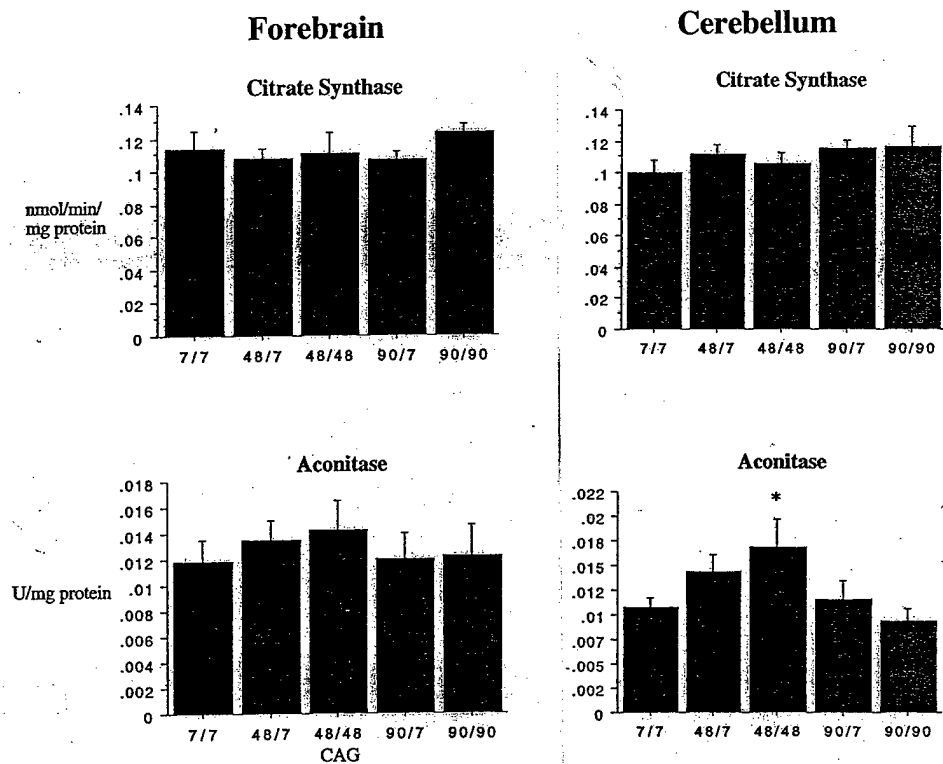 Forebrain
Cerebellum
Citrate Synthase
.14
.12
.1
.08
.06
.04
.02
0
nmol/min/
mg protein
7/7 48/7 48/48 90/7 90/90
Citrate Synthase
.14
.12
.1
.08
.06
.04
.02
0
7/7 48/7 48/48 90/7 90/90
Aconitase
.018
.016
.014
.012
.01
.008
.006
.004
.002
0
U/mg protein
7/7 48/7 48/48 90/7 90/90
CAG
Aconitase
*
.022
.02
.018
.015
.012
.01
.007
.005
.002
0
7/7 48/7 48/48 90/7 90/90